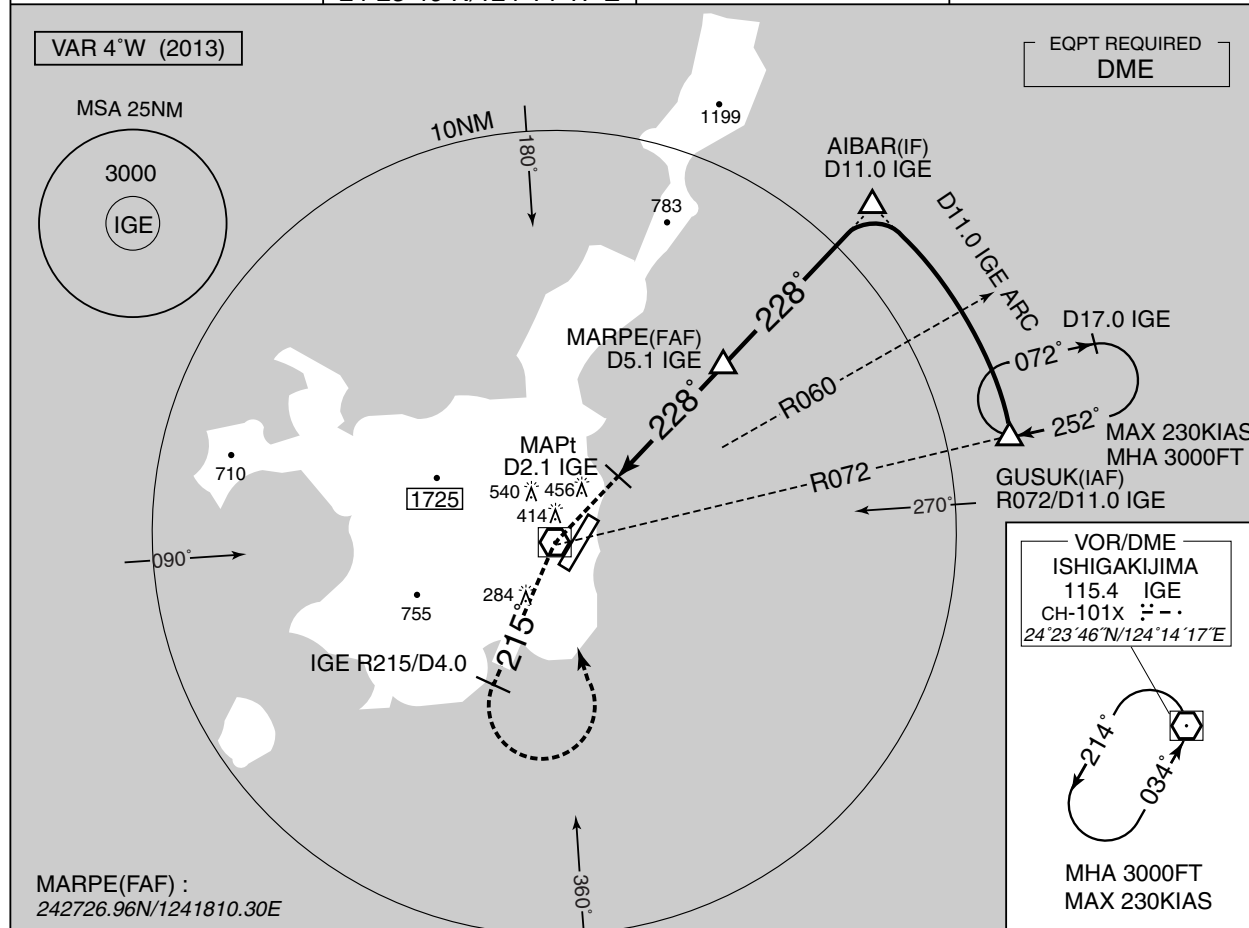 VAR 4°W (2013)
EQPT REQUIRED
DME
MSA 25NM
3000
IGE
10NM
180°
1199
783
AIBAR(IF)
D11.0 IGE
D11.0 IGE ARC
228°
MARPE(FAF)
D5.1 IGE
228°
R060
D17.0 IGE
072°
252°
MAX 230KIAS
MHA 3000FT
GUSUK(IAF)
R072/D11.0 IGE
R072
270°
MAPt
D2.1 IGE
540
456
414
710
1725
090°
755
284
215°
IGE R215/D4.0
360°
VOR/DME
ISHIGAKIJIMA
115.4 IGE
CH-101X
24°23´46˝N/124°14´17˝E
214°
034°
MHA 3000FT
MAX 230KIAS
MARPE(FAF) :
242726.96N/1241810.30E